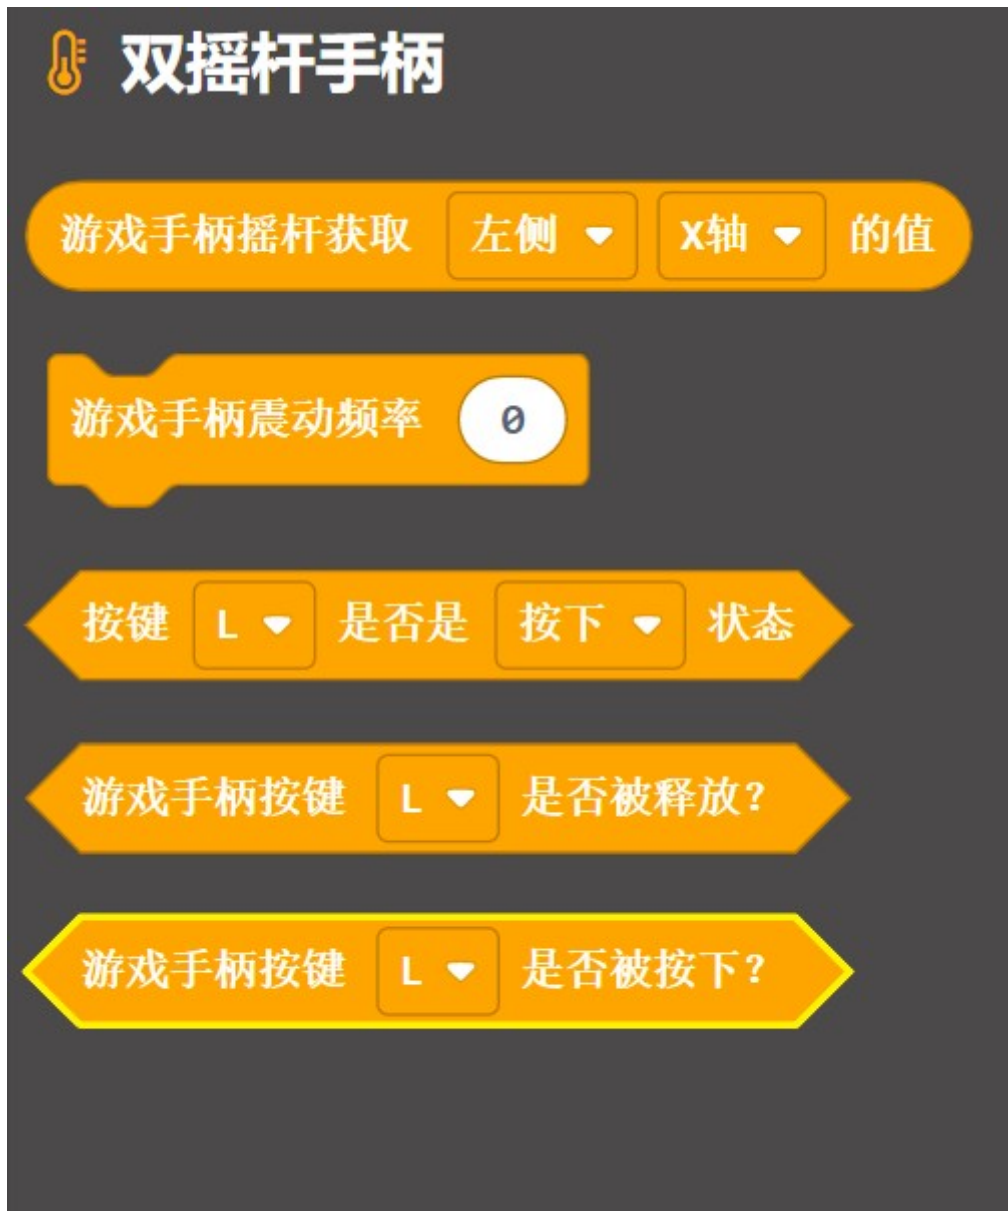 双摇杆手柄
游戏手柄摇杆获取 左侧 X轴 的值
游戏手柄震动频率 0
按键 L 是否是 按下 状态
游戏手柄按键 L 是否被释放?
游戏手柄按键 L 是否被按下?